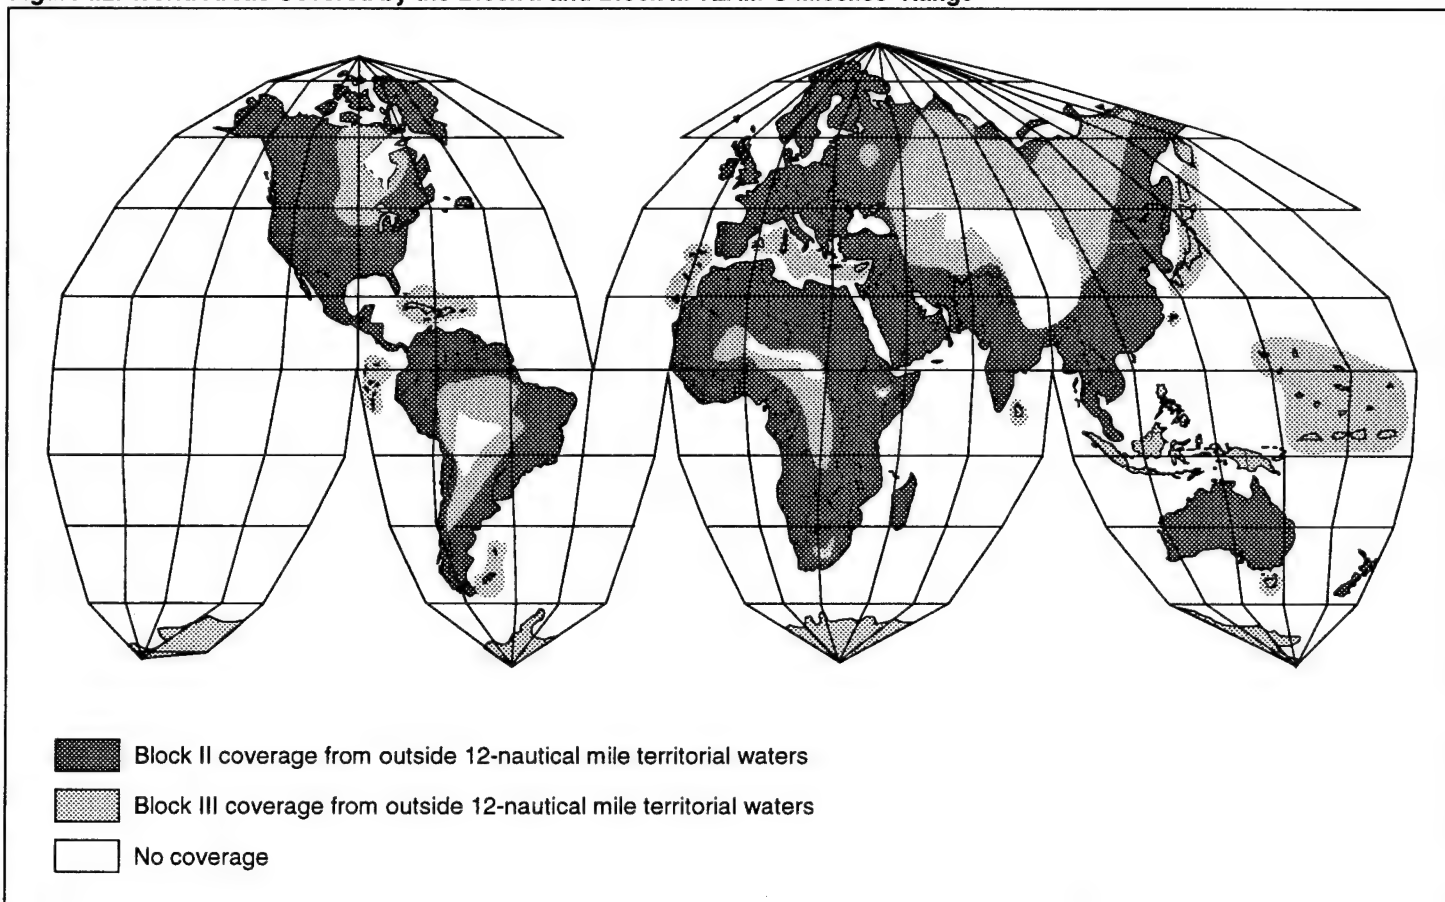 Block II coverage from outside 12-nautical mile territorial waters
Block III coverage from outside 12-nautical mile territorial waters
No coverage